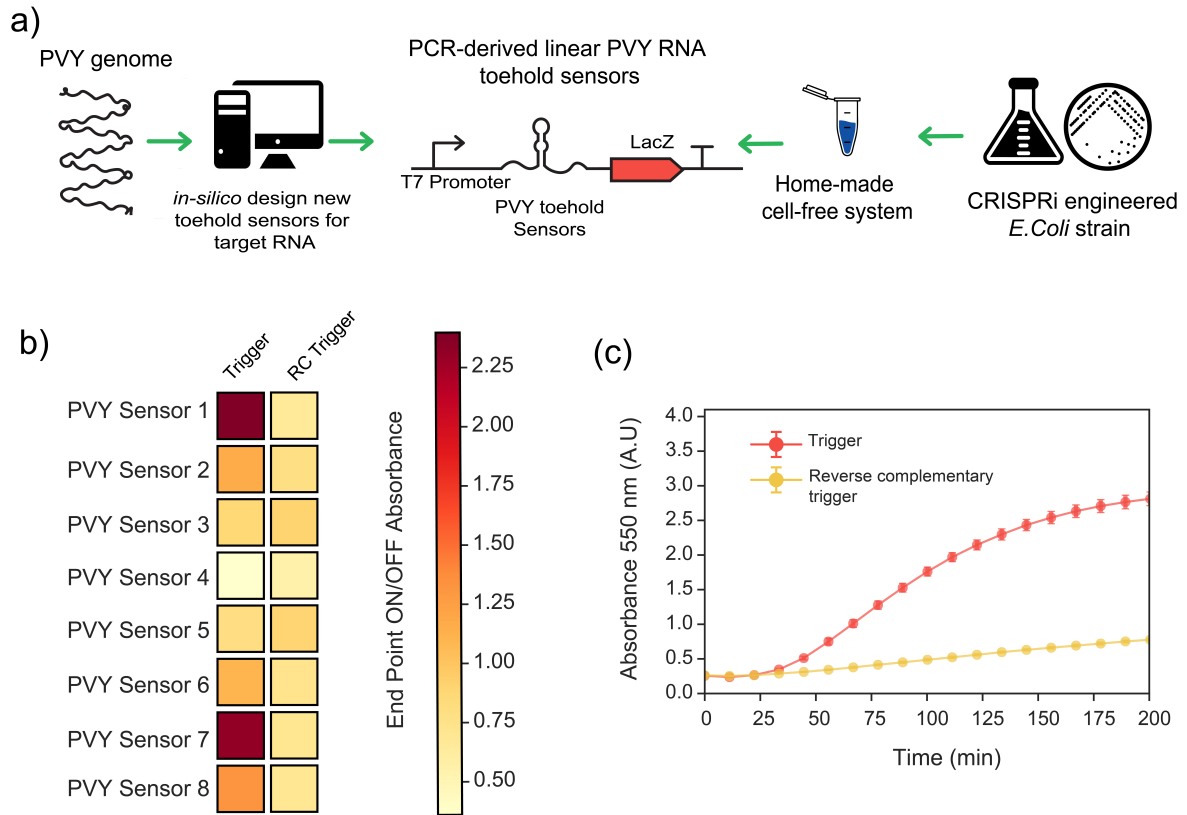 a)
PVY genome
in-silico design new
toehold sensors for
target RNA
PCR-derived linear PVY RNA
toehold sensors
LacZ
T7 Promoter
PVY toehold
Sensors
Home-made
cell-free system
CRISPRi engineered
E.Coli strain
b)
Trigger
RC Trigger
PVY Sensor 1
PVY Sensor 2
PVY Sensor 3
PVY Sensor 4
PVY Sensor 5
PVY Sensor 6
PVY Sensor 7
PVY Sensor 8
End Point ON/OFF Absorbance
2.25
2.00
1.75
1.50
1.25
1.00
0.75
0.50
(c)
Absorbance 550 nm (A.U)
4.0
3.5
3.0
2.5
2.0
1.5
1.0
0.5
0.0
Trigger
Reverse complementary
trigger
0 25 50 75 100 125 150 175 200
Time (min)